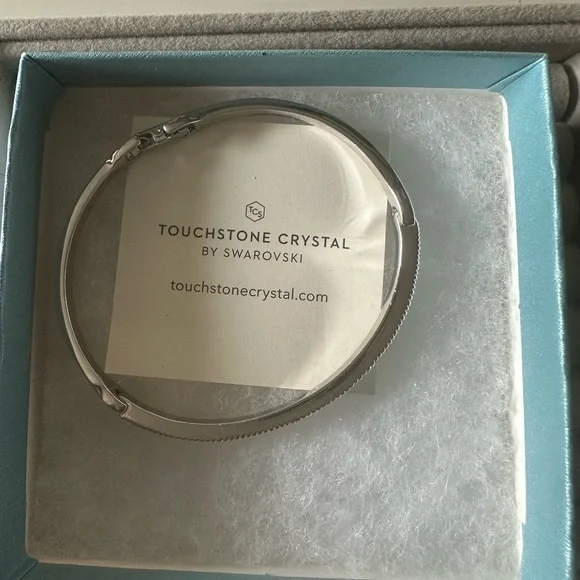 TCS
TOUCHSTONE CRYSTAL
BY SWAROVSKI
touchstonecrystal.com